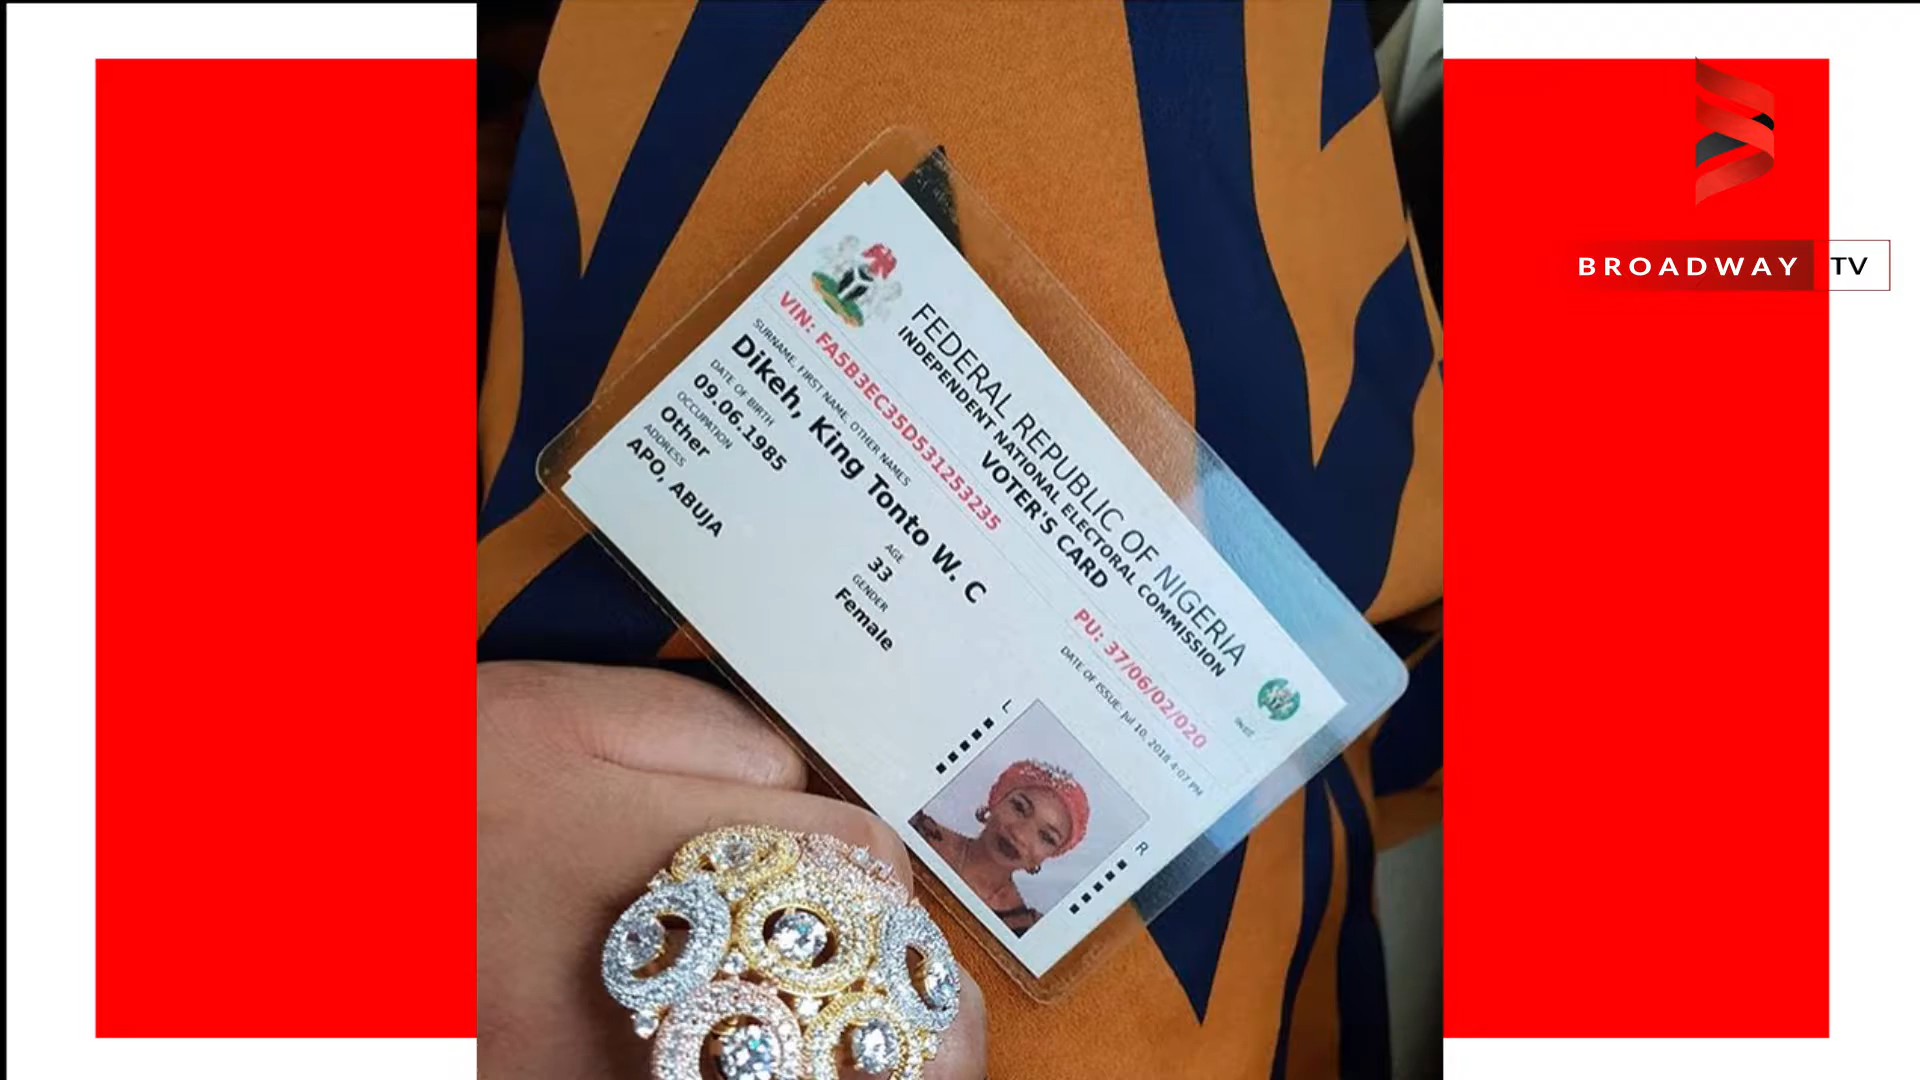 FEDERAL REPUBLIC OF NIGERIA
INDEPENDENT NATIONAL ELECTORAL COMMISSION
VOTER'S CARD
VIN: FA5B3EC35D531253235
PU: 37/06/02/020
DATE OF ISSUE: Jul 10, 2018 4:07 PM
SURNAME, FIRST NAME, OTHER NAMES
Dikeh, King Tonto W. C
DATE OF BIRTH
09.06.1985
AGE
33
OCCUPATION
Other
GENDER
Female
ADDRESS
APO, ABUJA
L
R
BROADWAY TV